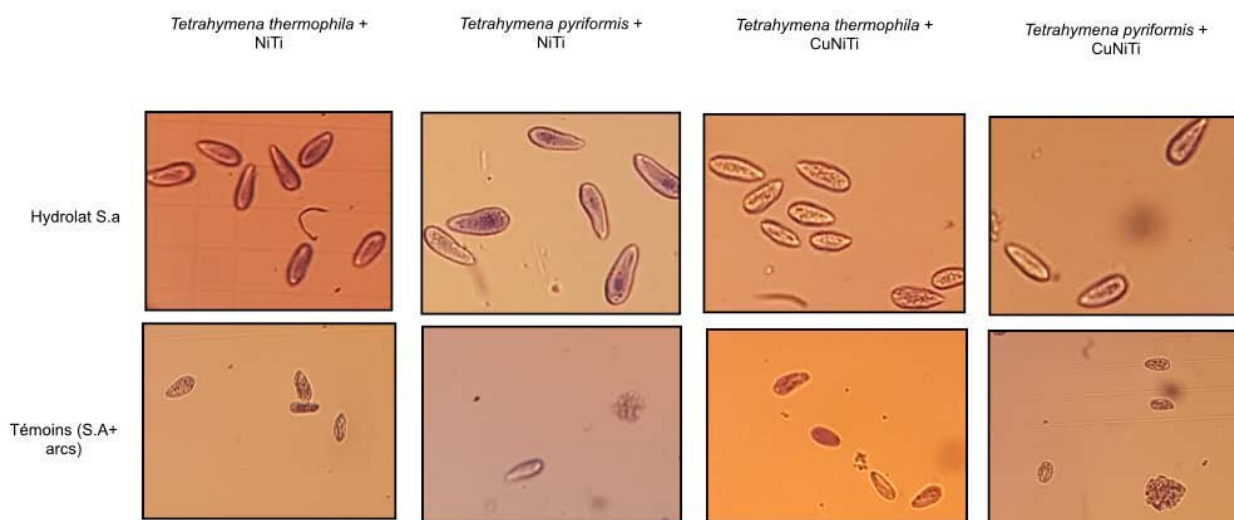 Tetrahymena thermophila +
NiTi
Tetrahymena pyriformis +
NiTi
Tetrahymena thermophila +
CuNiTi
Tetrahymena pyriformis +
CuNiTi
Hydrolat S.a
Témoins (S.A+
arcs)